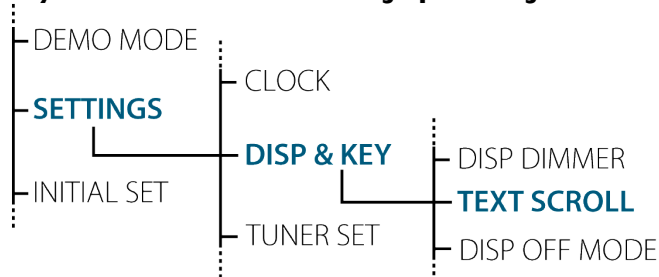 DEMO MODE
SETTINGS
INITIAL SET
CLOCK
DISP & KEY
TUNER SET
DISP DIMMER
TEXT SCROLL
DISP OFF MODE